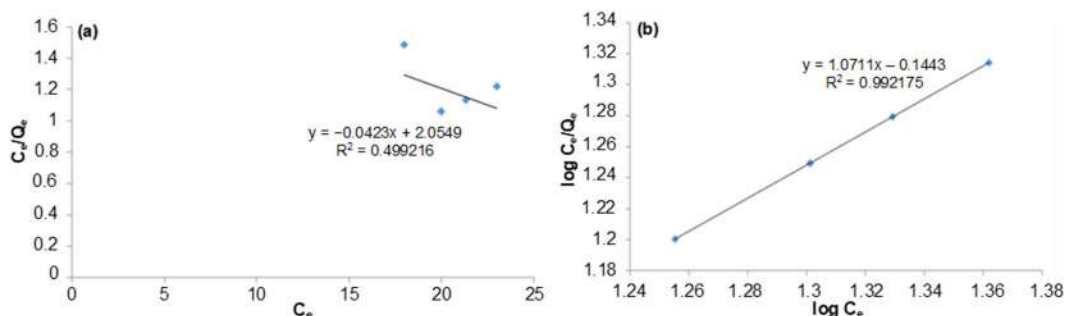 (a)
1.6
1.4
1.2
1
0.8
0.6
0.4
0.2
0
Cₑ/Qₑ
y = −0.0423x + 2.0549
R² = 0.499216
0 5 10 15 20 25
Cₑ
(b)
1.34
1.32
1.3
1.28
1.26
1.24
1.22
1.2
1.18
log Cₑ/Qₑ
y = 1.0711x – 0.1443
R² = 0.992175
1.24 1.26 1.28 1.3 1.32 1.34 1.36 1.38
log Cₑ